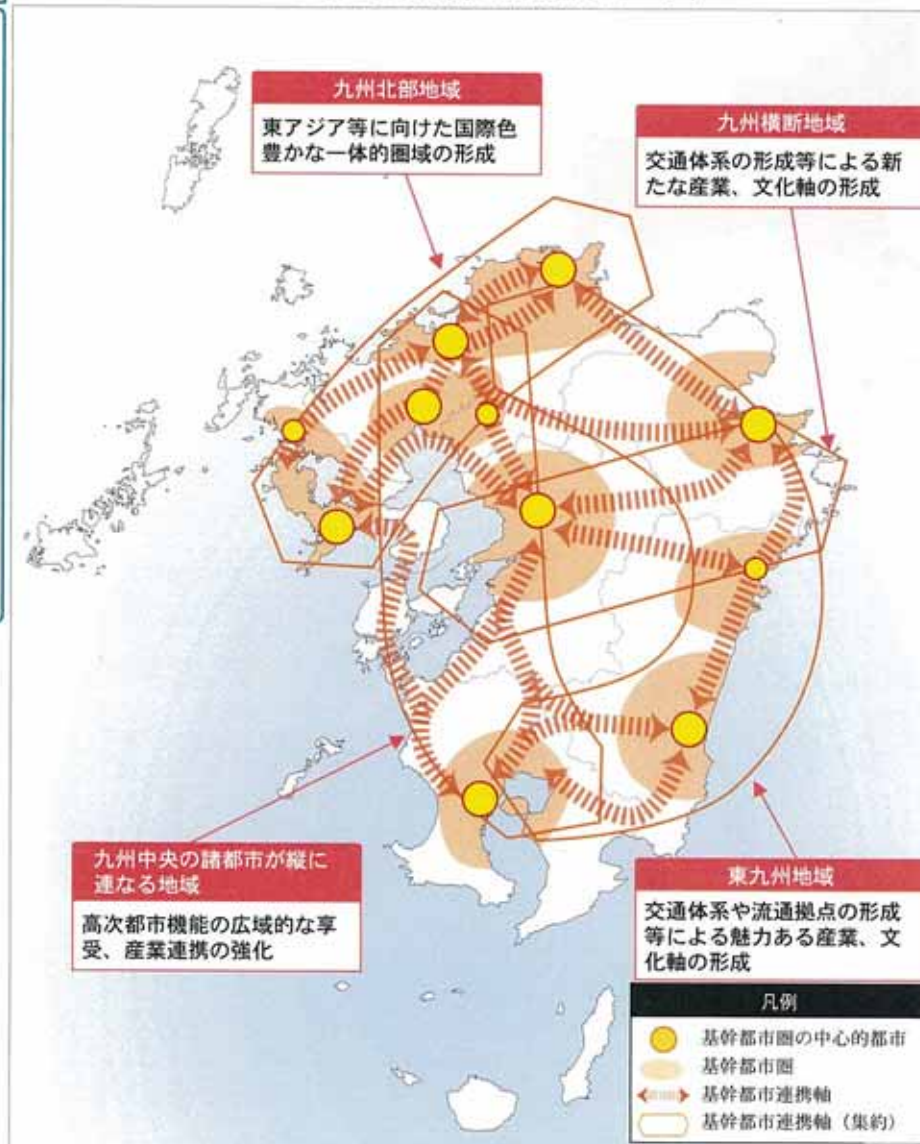 九州北部地域
東アジア等に向けた国際色
豊かな一体的圏域の形成
九州横断地域
交通体系の形成等による新
たな産業、文化軸の形成
九州中央の諸都市が縦に
連なる地域
高次都市機能の広域的な享
受、産業連携の強化
東九州地域
交通体系や流通拠点の形成
等による魅力ある産業、文
化軸の形成
凡例
基幹都市圏の中心的都市
基幹都市圏
基幹都市連携軸
基幹都市連携軸（集約）